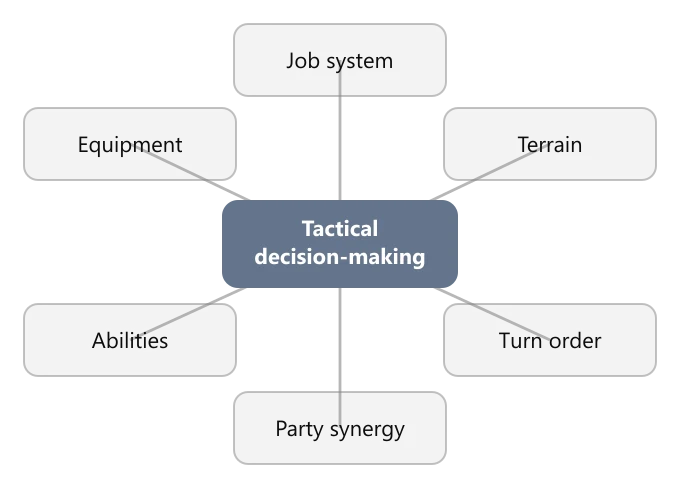 Job system
Equipment
Terrain
Tactical
decision-making
Abilities
Turn order
Party synergy